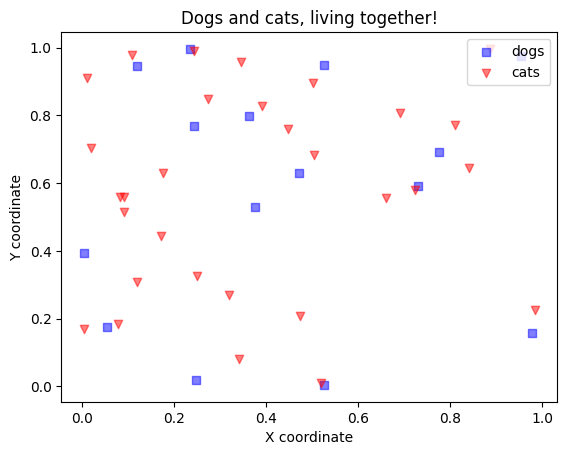 Dogs and cats, living together!
dogs
cats
1.0
0.8
0.6
0.4
0.2
0.0
Y coordinate
0.0 0.2 0.4 0.6 0.8 1.0
X coordinate